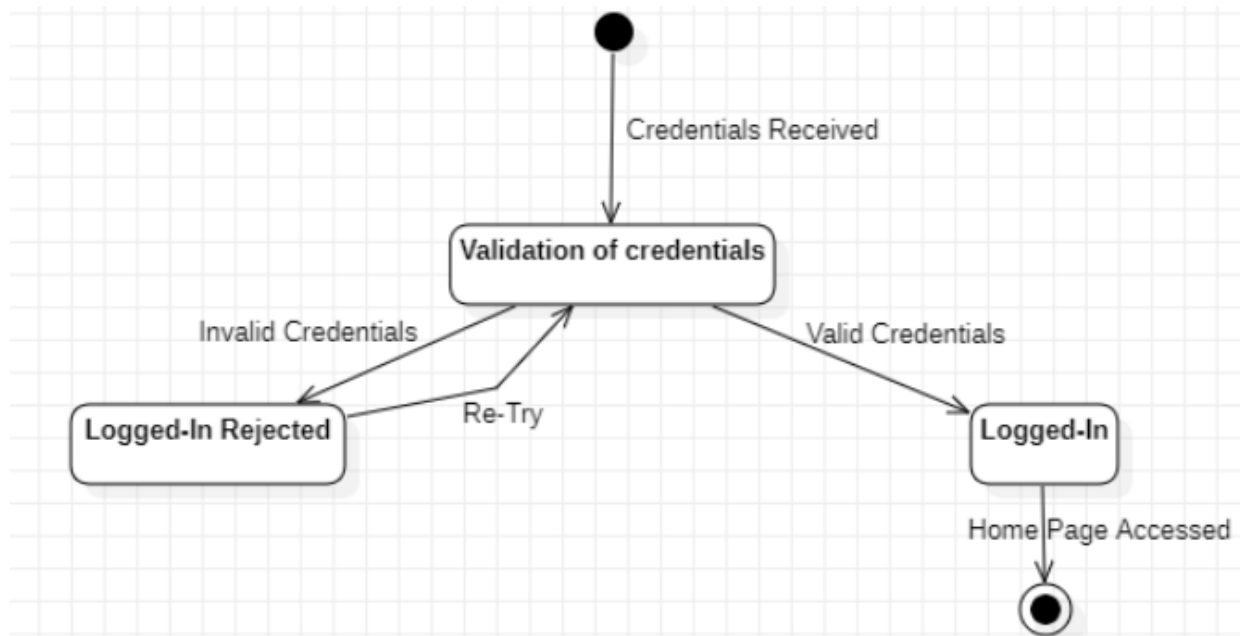 Credentials Received
Validation of credentials
Invalid Credentials
Valid Credentials
Re-Try
Logged-In Rejected
Logged-In
Home Page Accessed